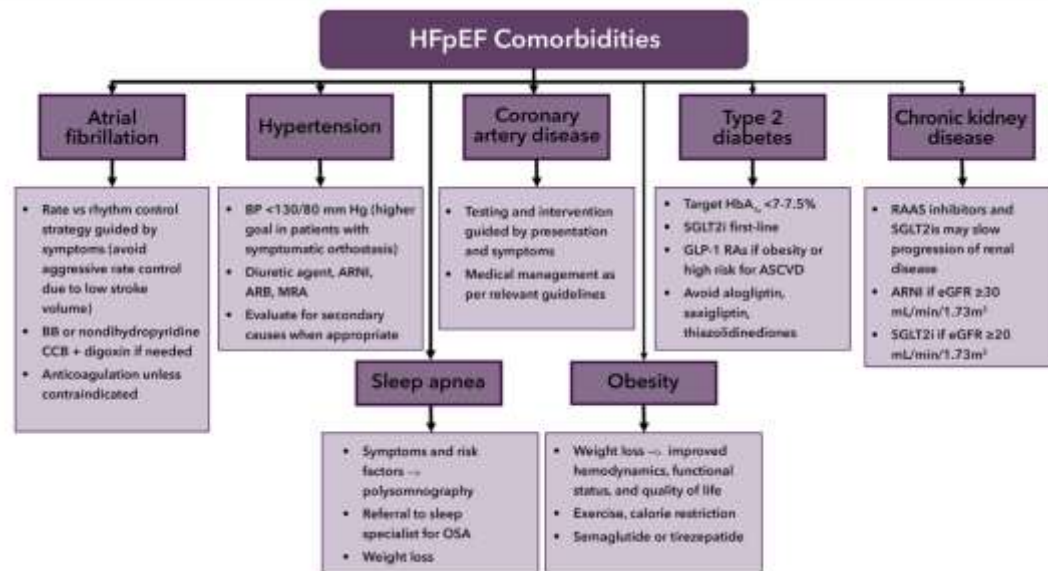 HFpEF Comorbidities
Atrial
fibrillation
• Rate vs rhythm control
strategy guided by
symptoms (avoid
aggressive rate control
due to low stroke
volume)
• BB or nondihydropyridine
CCB + digoxin if needed
• Anticoagulation unless
contraindicated
Hypertension
• BP <130/80 mm Hg (higher
goal in patients with
symptomatic orthostasis)
• Diuretic agent, ARNI,
ARB, MRA
• Evaluate for secondary
causes when appropriate
Coronary
artery disease
• Testing and intervention
guided by presentation
and symptoms
• Medical management as
per relevant guidelines
Type 2
diabetes
• Target HbA1c <7-7.5%
• SGLT2i first-line
• GLP-1 RAs if obesity or
high risk for ASCVD
• Avoid alogliptin,
saxigliptin,
thiazolidinediones
Chronic kidney
disease
• RAAS inhibitors and
SGLT2is may slow
progression of renal
disease
• ARNI if eGFR ≥30
mL/min/1.73m²
• SGLT2i if eGFR ≥20
mL/min/1.73m²
Sleep apnea
• Symptoms and risk
factors →
polysomnography
• Referral to sleep
specialist for OSA
• Weight loss
Obesity
• Weight loss → improved
hemodynamics, functional
status, and quality of life
• Exercise, calorie restriction
• Semaglutide or tirezepatide